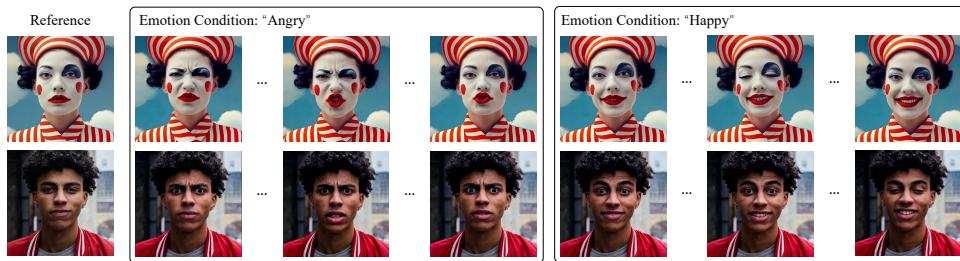 Reference
Emotion Condition: “Angry”
Emotion Condition: “Happy”
... ... ... ...
... ... ... ...